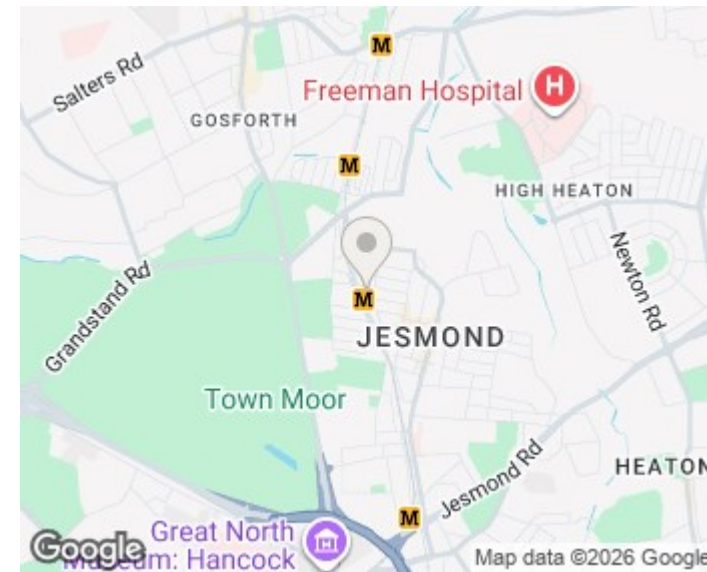 M
Salters Rd
Freeman Hospital
H
GOSFORTH
M
HIGH HEATON
Newton Rd
Grandstand Rd
M
JESMOND
Town Moor
Jesmond Rd
HEATON
M
Great North
Museum: Hancock
Google
Map data ©2026 Google